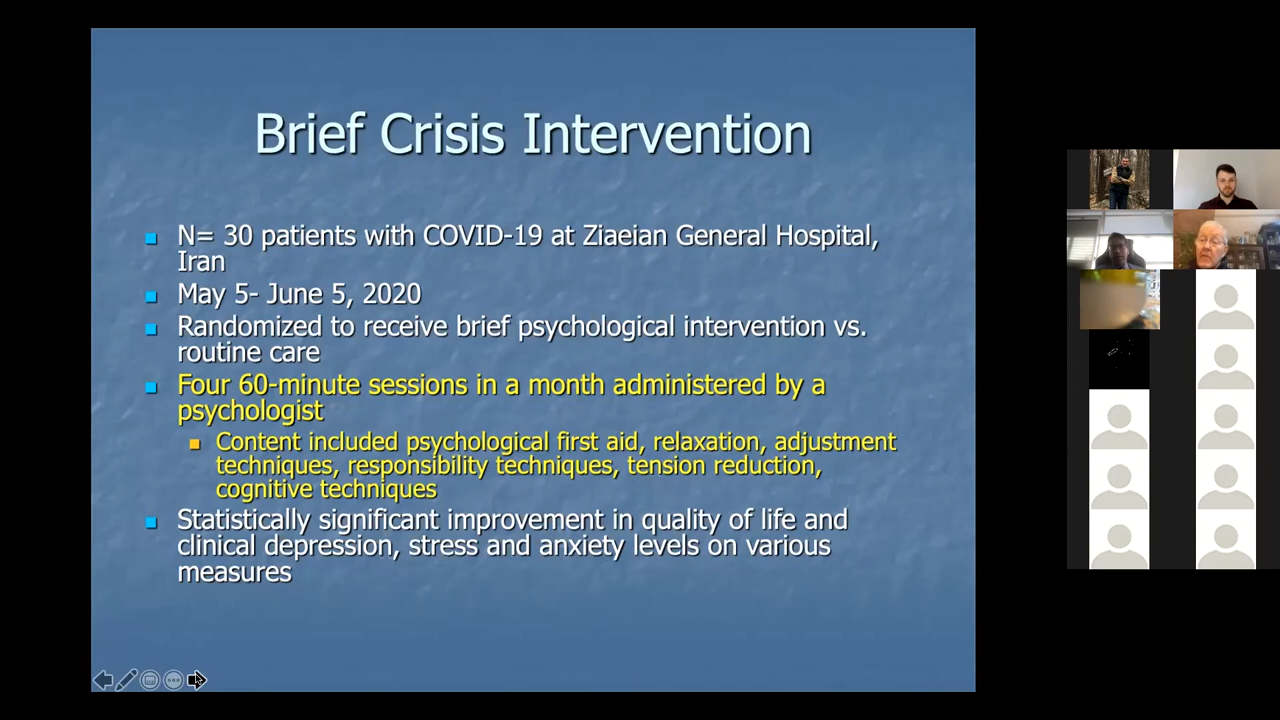 Brief Crisis Intervention
N= 30 patients with COVID-19 at Ziaeian General Hospital,
Iran
May 5- June 5, 2020
Randomized to receive brief psychological intervention vs.
routine care
Four 60-minute sessions in a month administered by a
psychologist
Content included psychological first aid, relaxation, adjustment
techniques, responsibility techniques, tension reduction,
cognitive techniques
Statistically significant improvement in quality of life and
clinical depression, stress and anxiety levels on various
measures